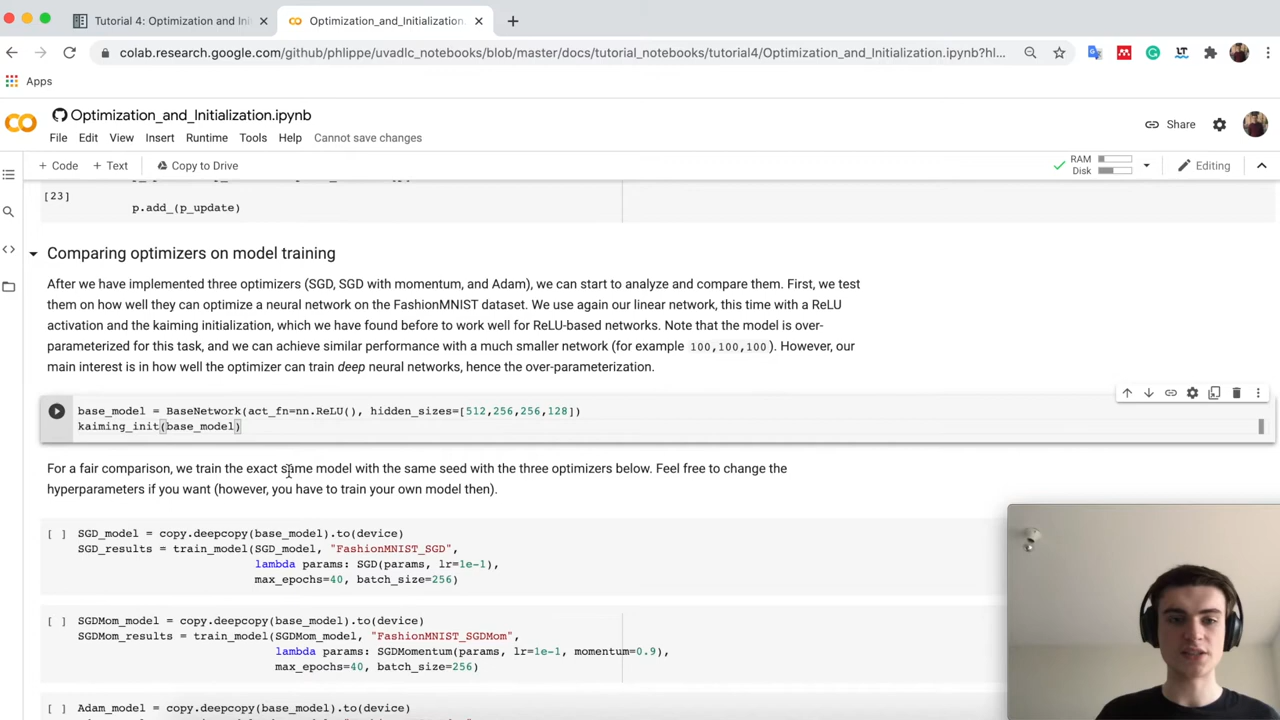 Tutorial 4: Optimization and Ini
Optimization_and_Initialization.
colab.research.google.com/github/phlippe/uvadlc_notebooks/blob/master/docs/tutorial_notebooks/tutorial4/Optimization_and_Initialization.ipynb?hl...
Apps
Optimization_and_Initialization.ipynb
Share
File Edit View Insert Runtime Tools Help Cannot save changes
+ Code + Text Copy to Drive
RAM
Disk
Editing
[23]
p.add_(p_update)
Comparing optimizers on model training
After we have implemented three optimizers (SGD, SGD with momentum, and Adam), we can start to analyze and compare them. First, we test
them on how well they can optimize a neural network on the FashionMNIST dataset. We use again our linear network, this time with a ReLU
activation and the kaiming initialization, which we have found before to work well for ReLU-based networks. Note that the model is over-
parameterized for this task, and we can achieve similar performance with a much smaller network (for example 100,100,100). However, our
main interest is in how well the optimizer can train deep neural networks, hence the over-parameterization.
base_model = BaseNetwork(act_fn=nn.ReLU(), hidden_sizes=[512,256,256,128])
kaiming_init(base_model)
For a fair comparison, we train the exact same model with the same seed with the three optimizers below. Feel free to change the
hyperparameters if you want (however, you have to train your own model then).
[ ] SGD_model = copy.deepcopy(base_model).to(device)
SGD_results = train_model(SGD_model, "FashionMNIST_SGD",
lambda params: SGD(params, lr=1e-1),
max_epochs=40, batch_size=256)
[ ] SGDMom_model = copy.deepcopy(base_model).to(device)
SGDMom_results = train_model(SGDMom_model, "FashionMNIST_SGDMom",
lambda params: SGDMomentum(params, lr=1e-1, momentum=0.9),
max_epochs=40, batch_size=256)
[ ] Adam_model = copy.deepcopy(base_model).to(device)